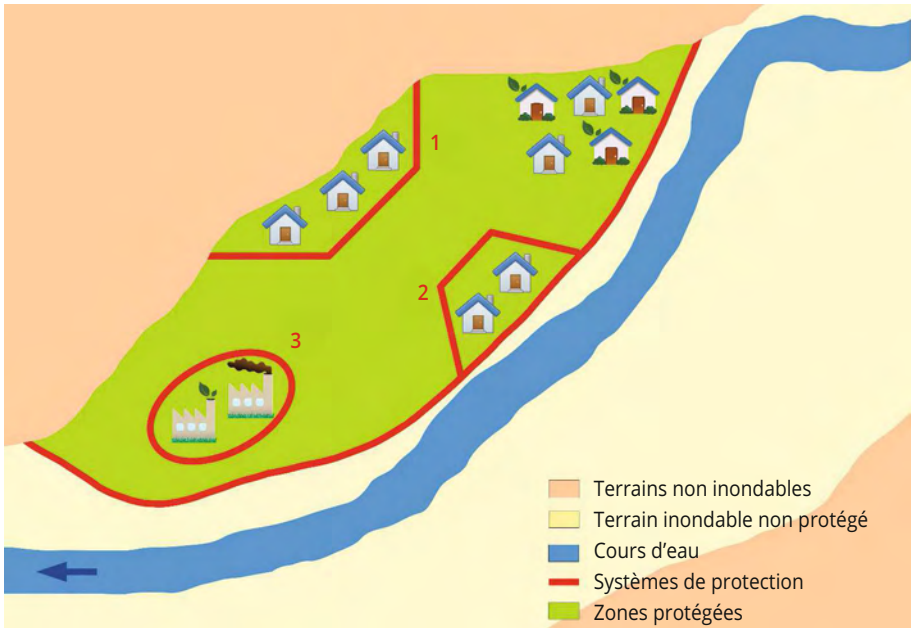 1
2
3
Terrains non inondables
Terrain inondable non protégé
Cours d'eau
Systèmes de protection
Zones protégées